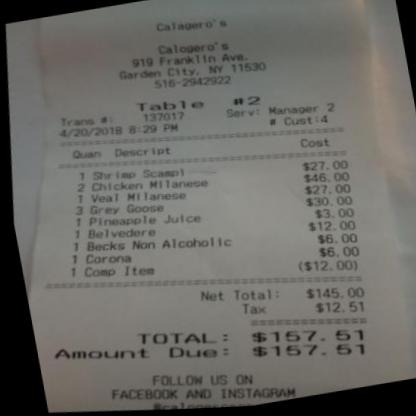 Calagero's
Calogero's
919 Franklin Ave.
Garden City, NY 11530
516-2942922
Table #2
Trans #: 137017 Serv: Manager 2
4/20/2018 8:29 PM # Cust:4
Quan Descript Cost
1 Shrimp Scampi $27.00
2 Chicken Milanese $46.00
1 Veal Milanese $27.00
3 Grey Goose $30.00
1 Pineapple Juice $3.00
1 Belvedere $12.00
1 Becks Non Alcoholic $6.00
1 Corona $6.00
1 Comp Item ($12.00)
Net Total: $145.00
Tax $12.51
TOTAL: $157.51
Amount Due: $157.51
FOLLOW US ON
FACEBOOK AND INSTAGRAM